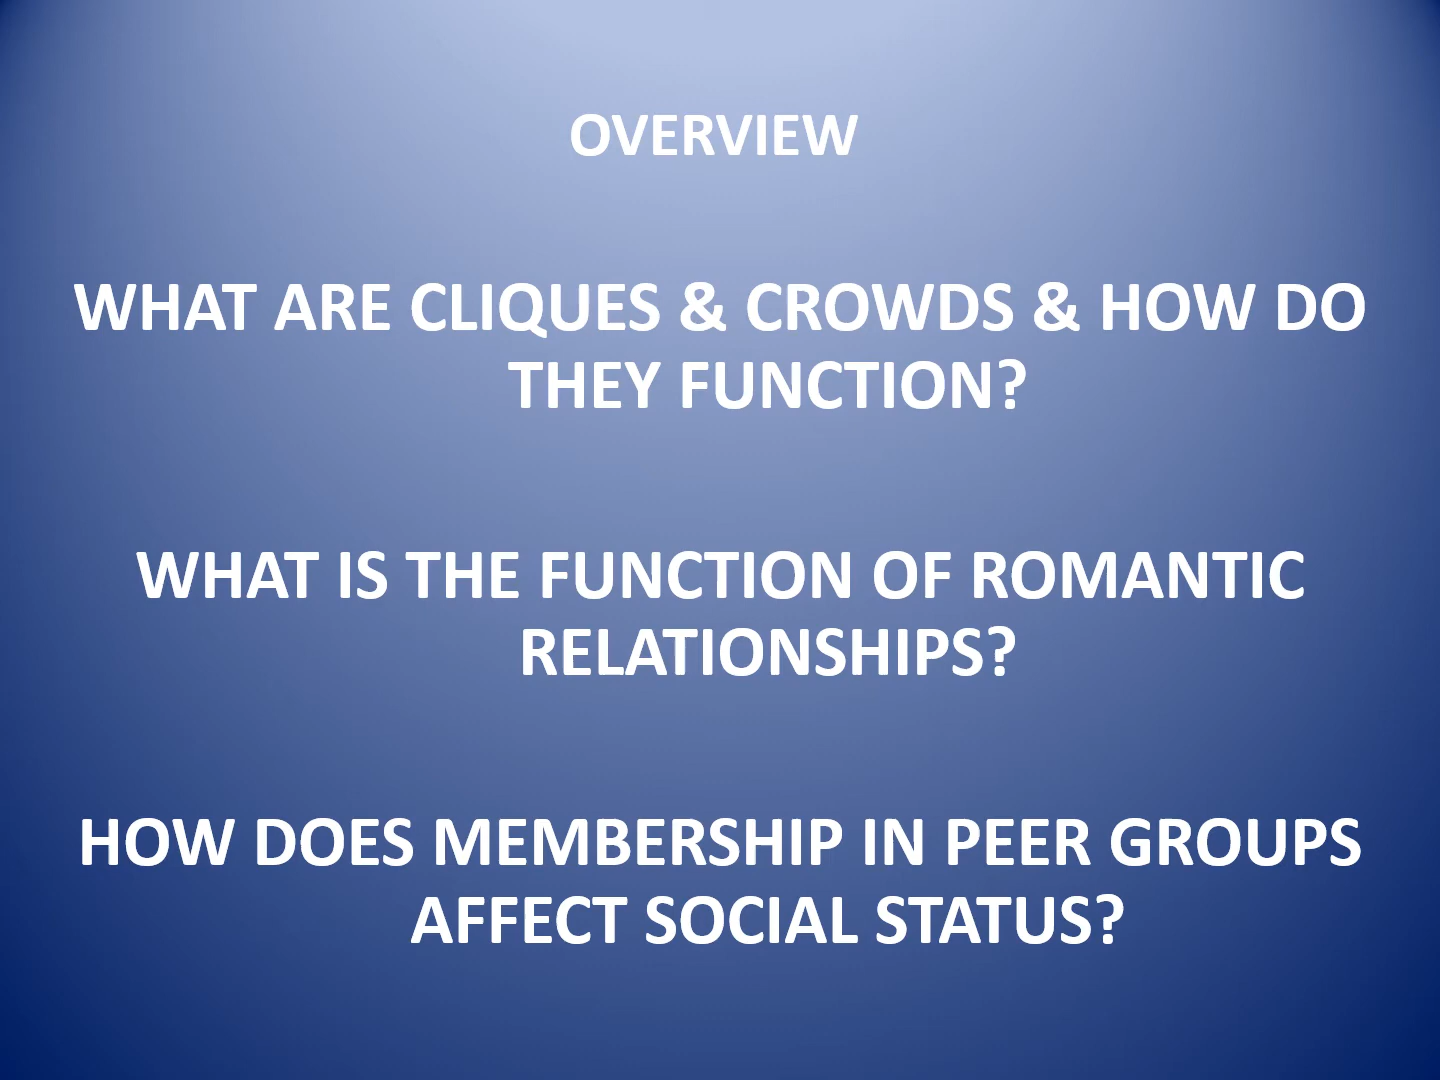 OVERVIEW
WHAT ARE CLIQUES & CROWDS & HOW DO
THEY FUNCTION?
WHAT IS THE FUNCTION OF ROMANTIC
RELATIONSHIPS?
HOW DOES MEMBERSHIP IN PEER GROUPS
AFFECT SOCIAL STATUS?